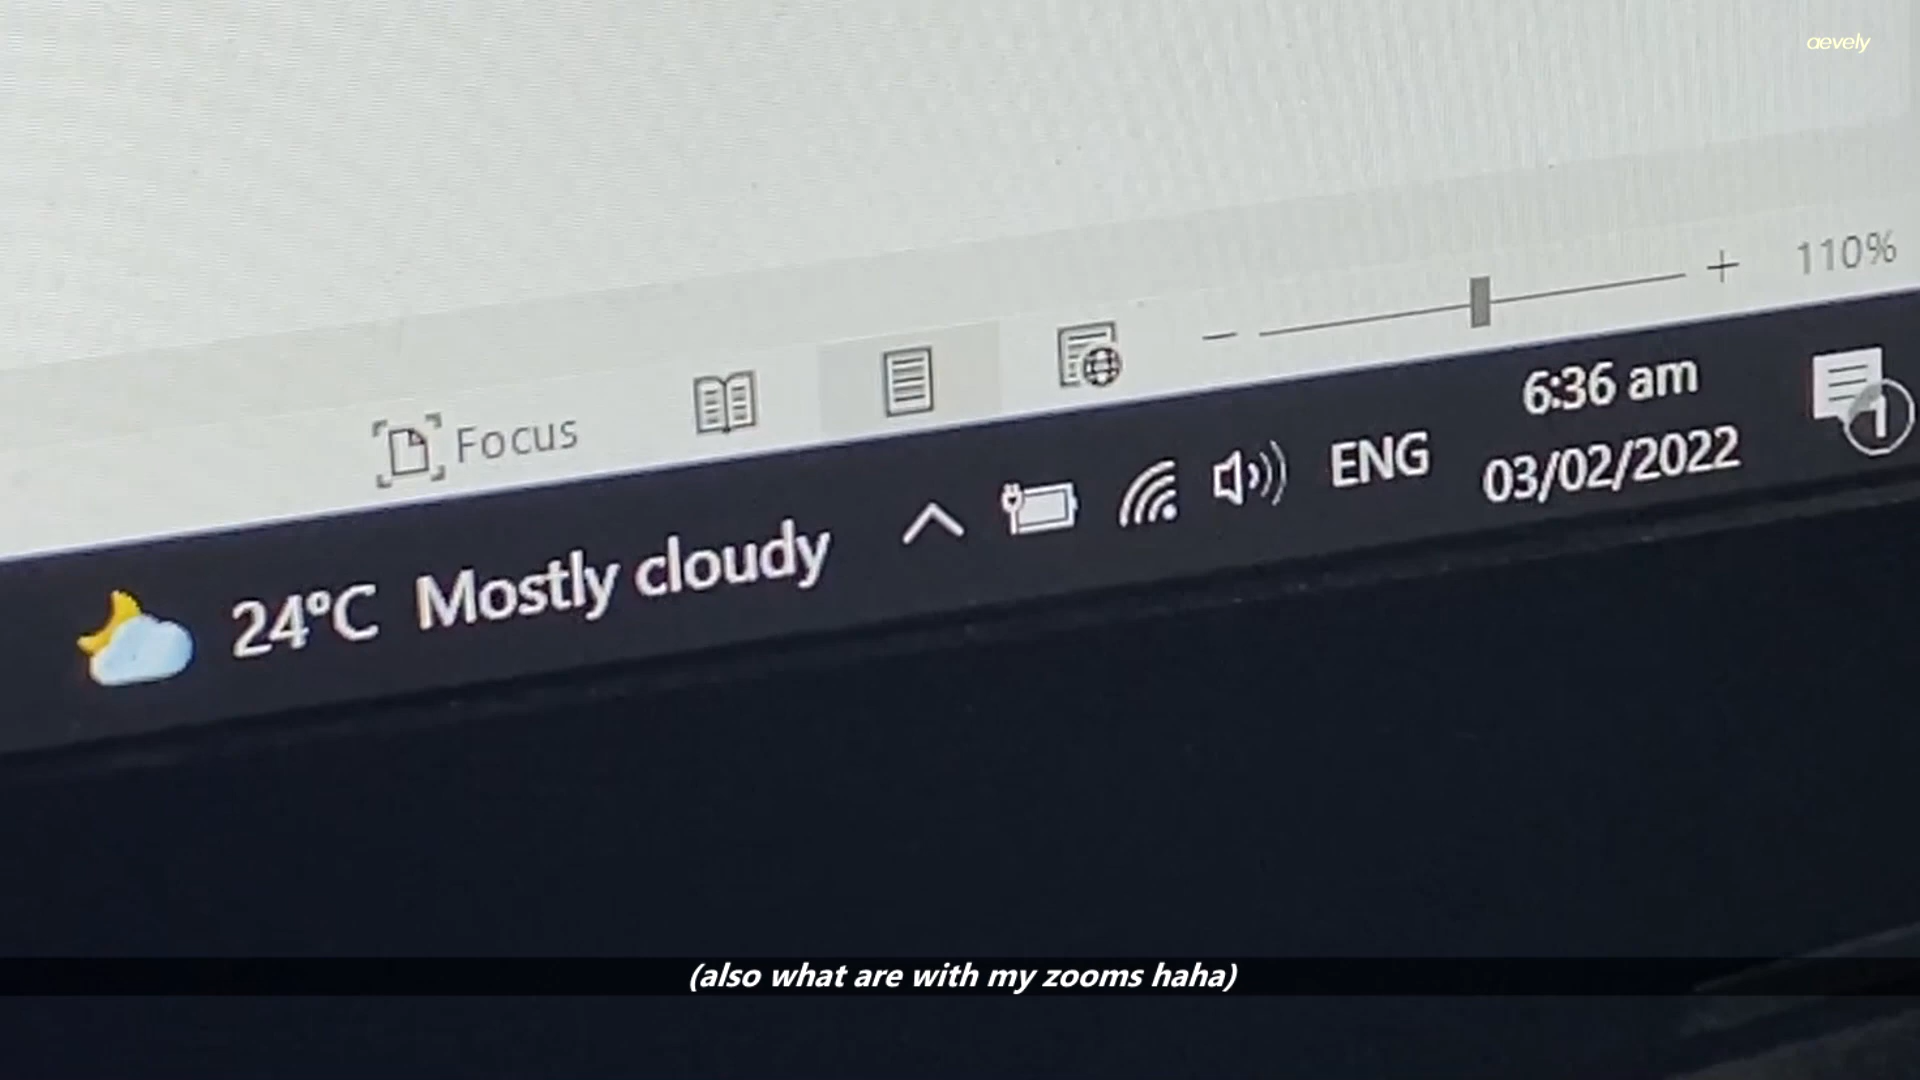 aevely
110%
Focus
6:36 am
24°C Mostly cloudy
ENG
03/02/2022
1
(also what are with my zooms haha)